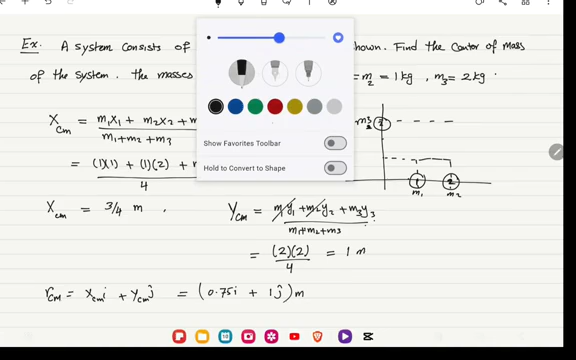 Ex: A system consists of shown. Find the Center of mass
of the system. the masses = m2 = 1kg, m3 = 2kg.
Xcm = m1x1 + m2x2 + m
m1+m2+m3
= (1)(1) + (1)(2) +
4
Xcm = 3/4 m .
Ycm = m1y1 + m2y2 + m3y3
m1+m2+m3
= (2)(2) = 1 m
4
rcm = Xcm i + Ycm j = (0.75i + 1j) m
m3
2
1
2
m1
m2
Show Favorites Toolbar
Hold to Convert to Shape